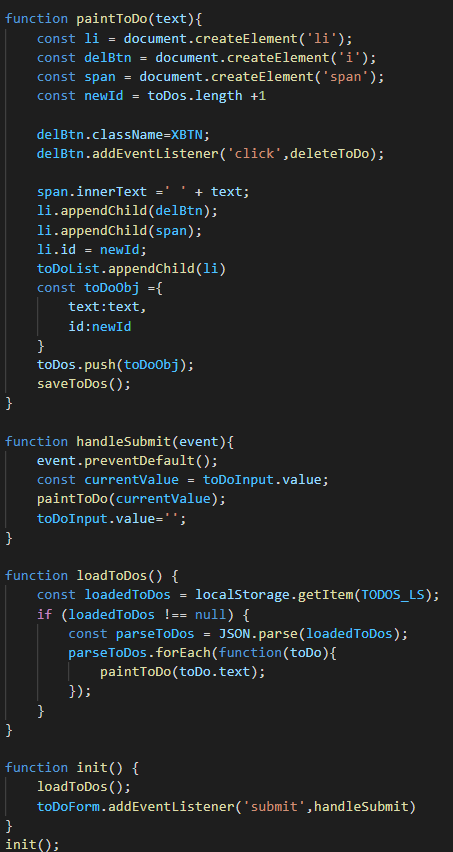 function paintToDo(text){
    const li = document.createElement('li');
    const delBtn = document.createElement('i');
    const span = document.createElement('span');
    const newId = toDos.length +1

    delBtn.className=XBTN;
    delBtn.addEventListener('click',deleteToDo);

    span.innerText =' ' + text;
    li.appendChild(delBtn);
    li.appendChild(span);
    li.id = newId;
    toDoList.appendChild(li)
    const toDoObj ={
        text:text,
        id:newId
    }
    toDos.push(toDoObj);
    saveToDos();
}

function handleSubmit(event){
    event.preventDefault();
    const currentValue = toDoInput.value;
    paintToDo(currentValue);
    toDoInput.value='';
}

function loadToDos() {
    const loadedToDos = localStorage.getItem(TODOS_LS);
    if (loadedToDos !== null) {
        const parseToDos = JSON.parse(loadedToDos);
        parseToDos.forEach(function(toDo){
            paintToDo(toDo.text);
        });
    }
}

function init() {
    loadToDos();
    toDoForm.addEventListener('submit',handleSubmit)
}
init();